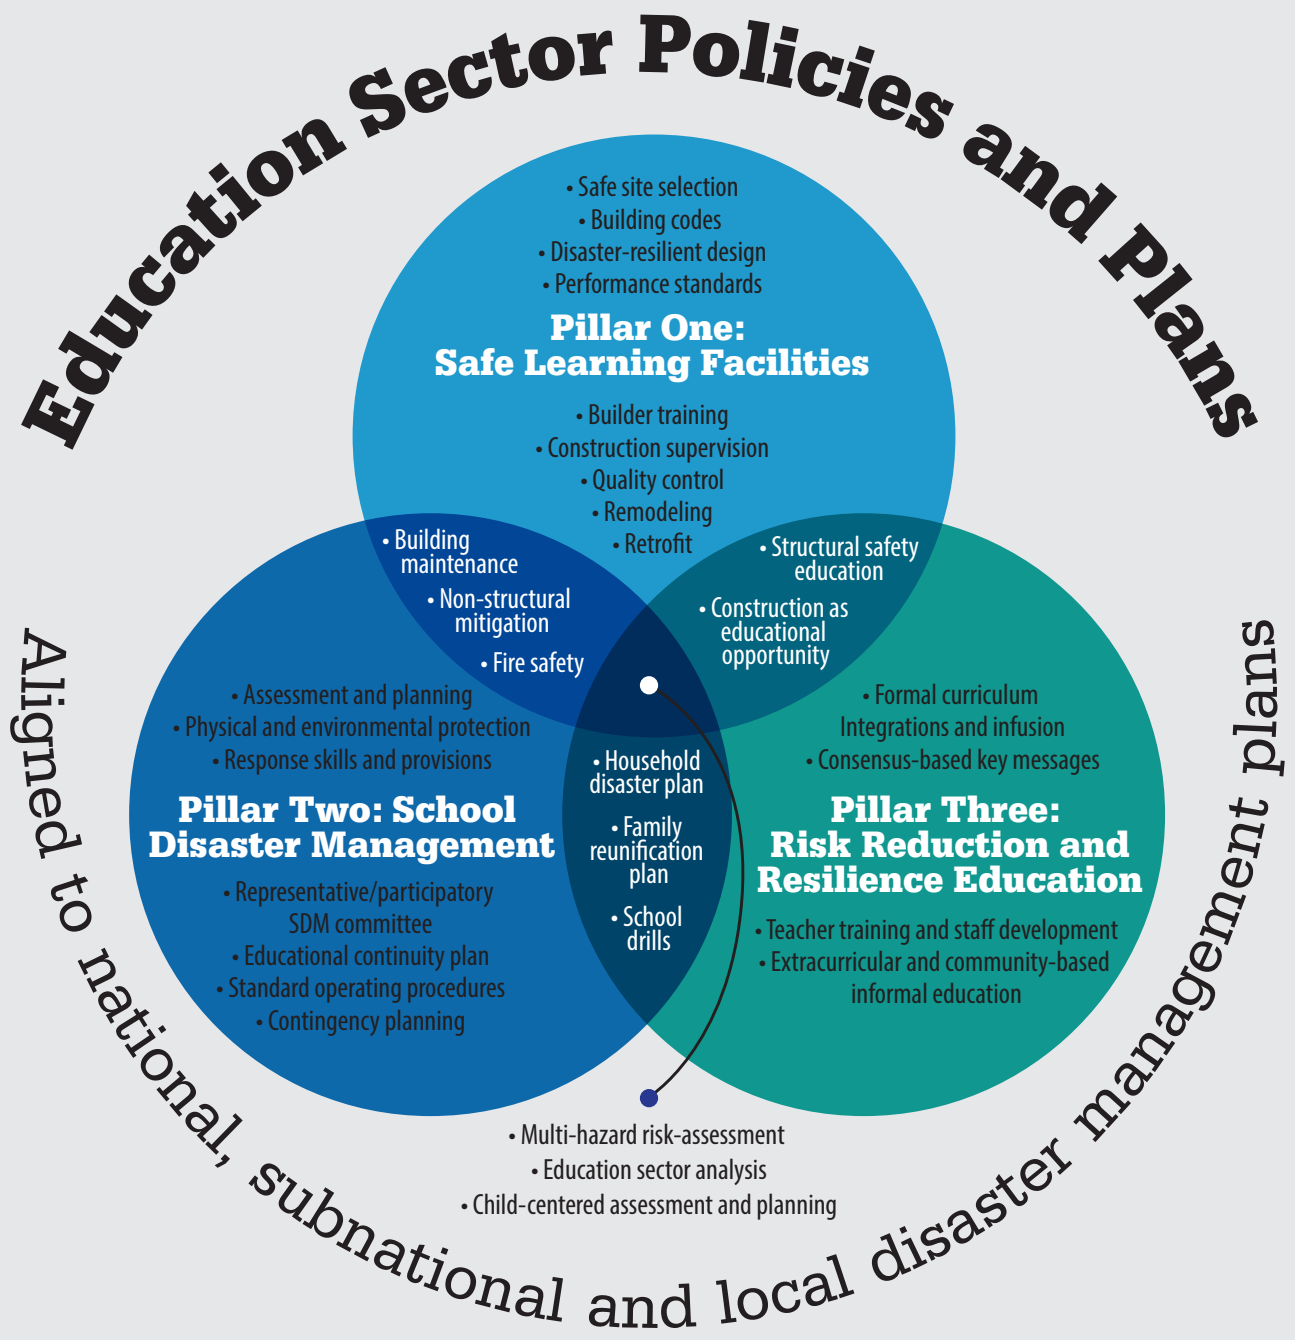 Education Sector Policies and Plans
• Safe site selection
• Building codes
• Disaster-resilient design
• Performance standards
Pillar One:
Safe Learning Facilities
• Builder training
• Construction supervision
• Quality control
• Remodeling
• Retrofit
• Building
maintenance
• Non-structural
mitigation
• Fire safety
• Structural safety
education
• Construction as
educational
opportunity
• Assessment and planning
• Physical and environmental protection
• Response skills and provisions
Pillar Two: School
Disaster Management
• Representative/participatory
SDM committee
• Educational continuity plan
• Standard operating procedures
• Contingency planning
• Household
disaster plan
• Family
reunification
plan
• School
drills
• Formal curriculum
Integrations and infusion
• Consensus-based key messages
Pillar Three:
Risk Reduction and
Resilience Education
• Teacher training and staff development
• Extracurricular and community-based
informal education
• Multi-hazard risk-assessment
• Education sector analysis
• Child-centered assessment and planning
Aligned to national, subnational and local disaster management plans